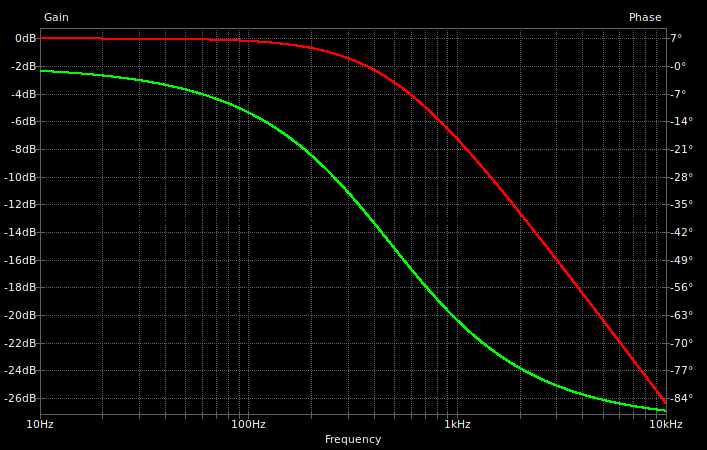 Gain Phase
0dB 7°
-2dB -0°
-4dB 7°
-6dB -14°
-8dB -21°
-10dB -28°
-12dB -35°
-14dB -42°
-16dB -49°
-18dB -56°
-20dB -63°
-22dB -70°
-24dB -77°
-26dB -84°
10Hz 100Hz 1kHz 10kHz
Frequency